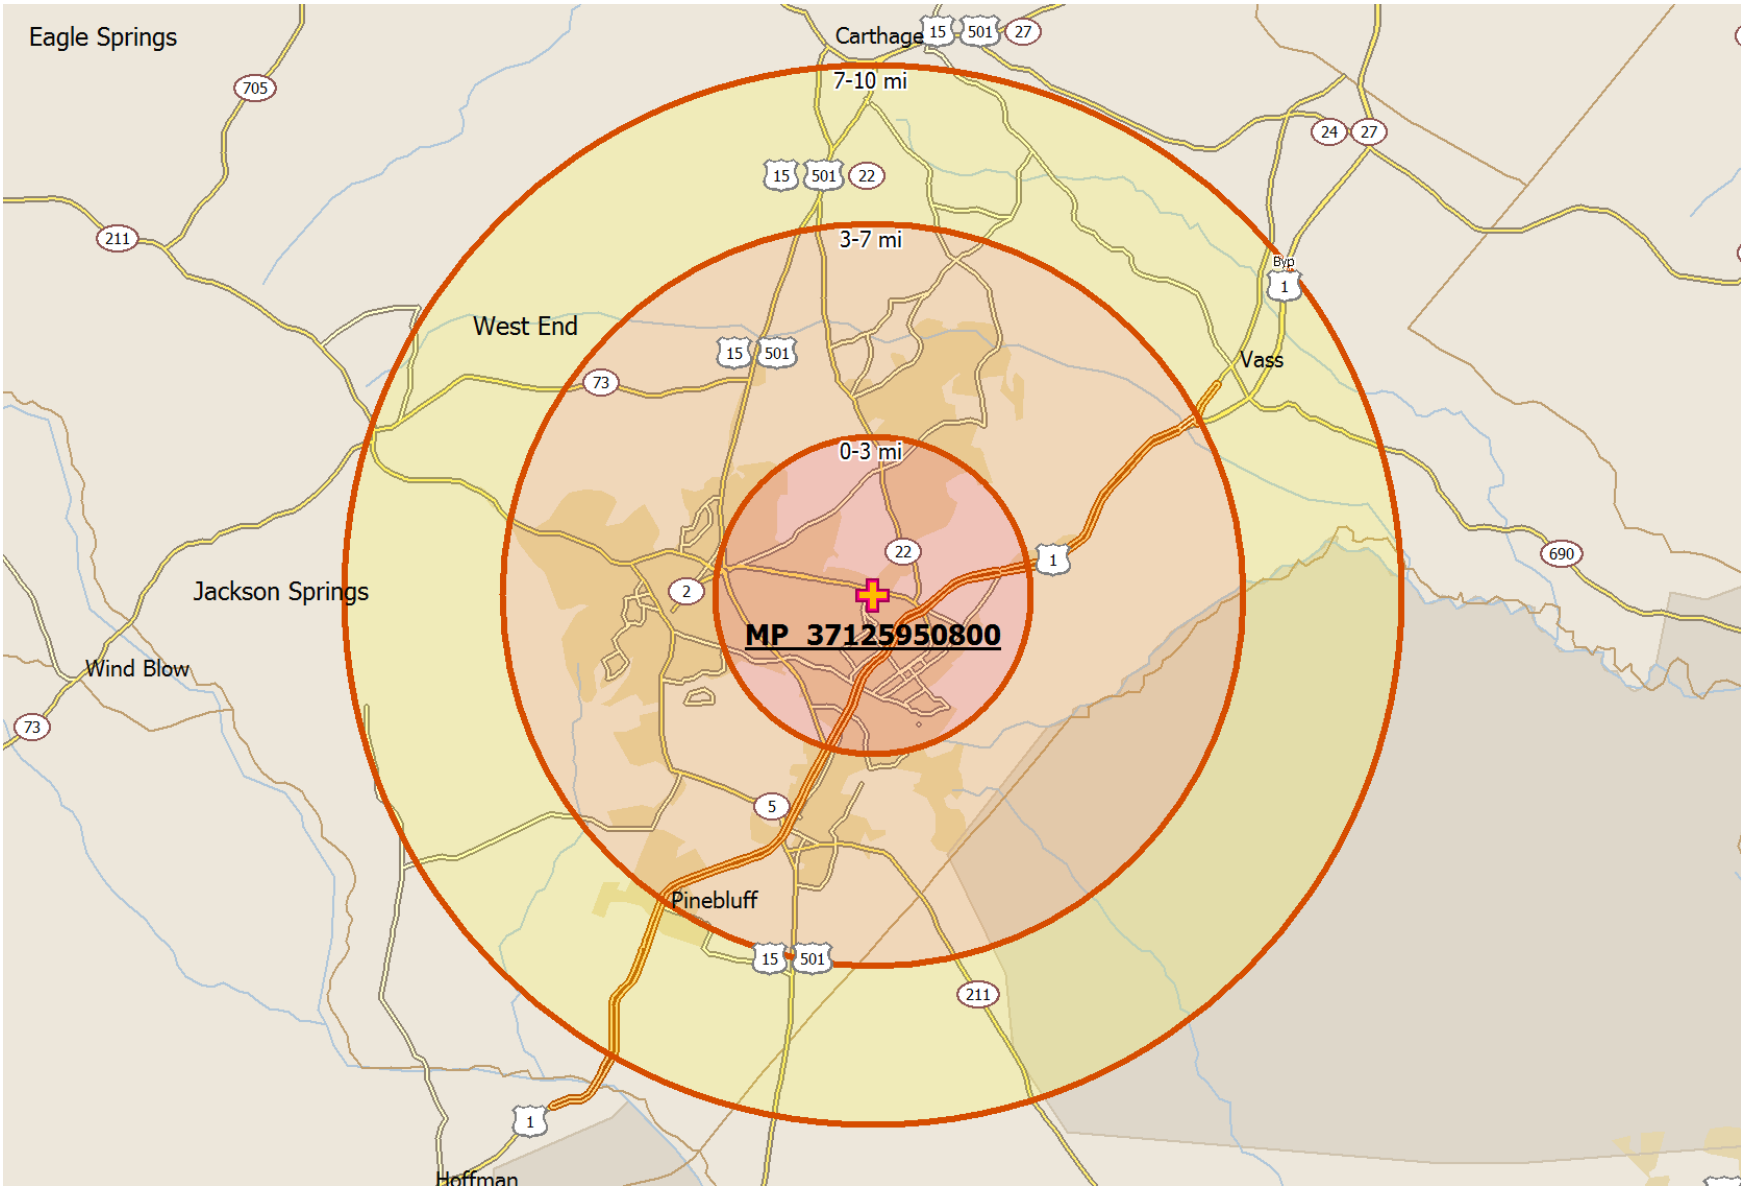 Eagle Springs
Carthage
15
501
27
705
7-10 mi
24
27
15
501
22
211
3-7 mi
Byp
1
West End
15
501
Vass
73
0-3 mi
22
1
690
2
Jackson Springs
MP 37125950800
Wind Blow
73
5
Pinebluff
15
501
211
1
Hoffman